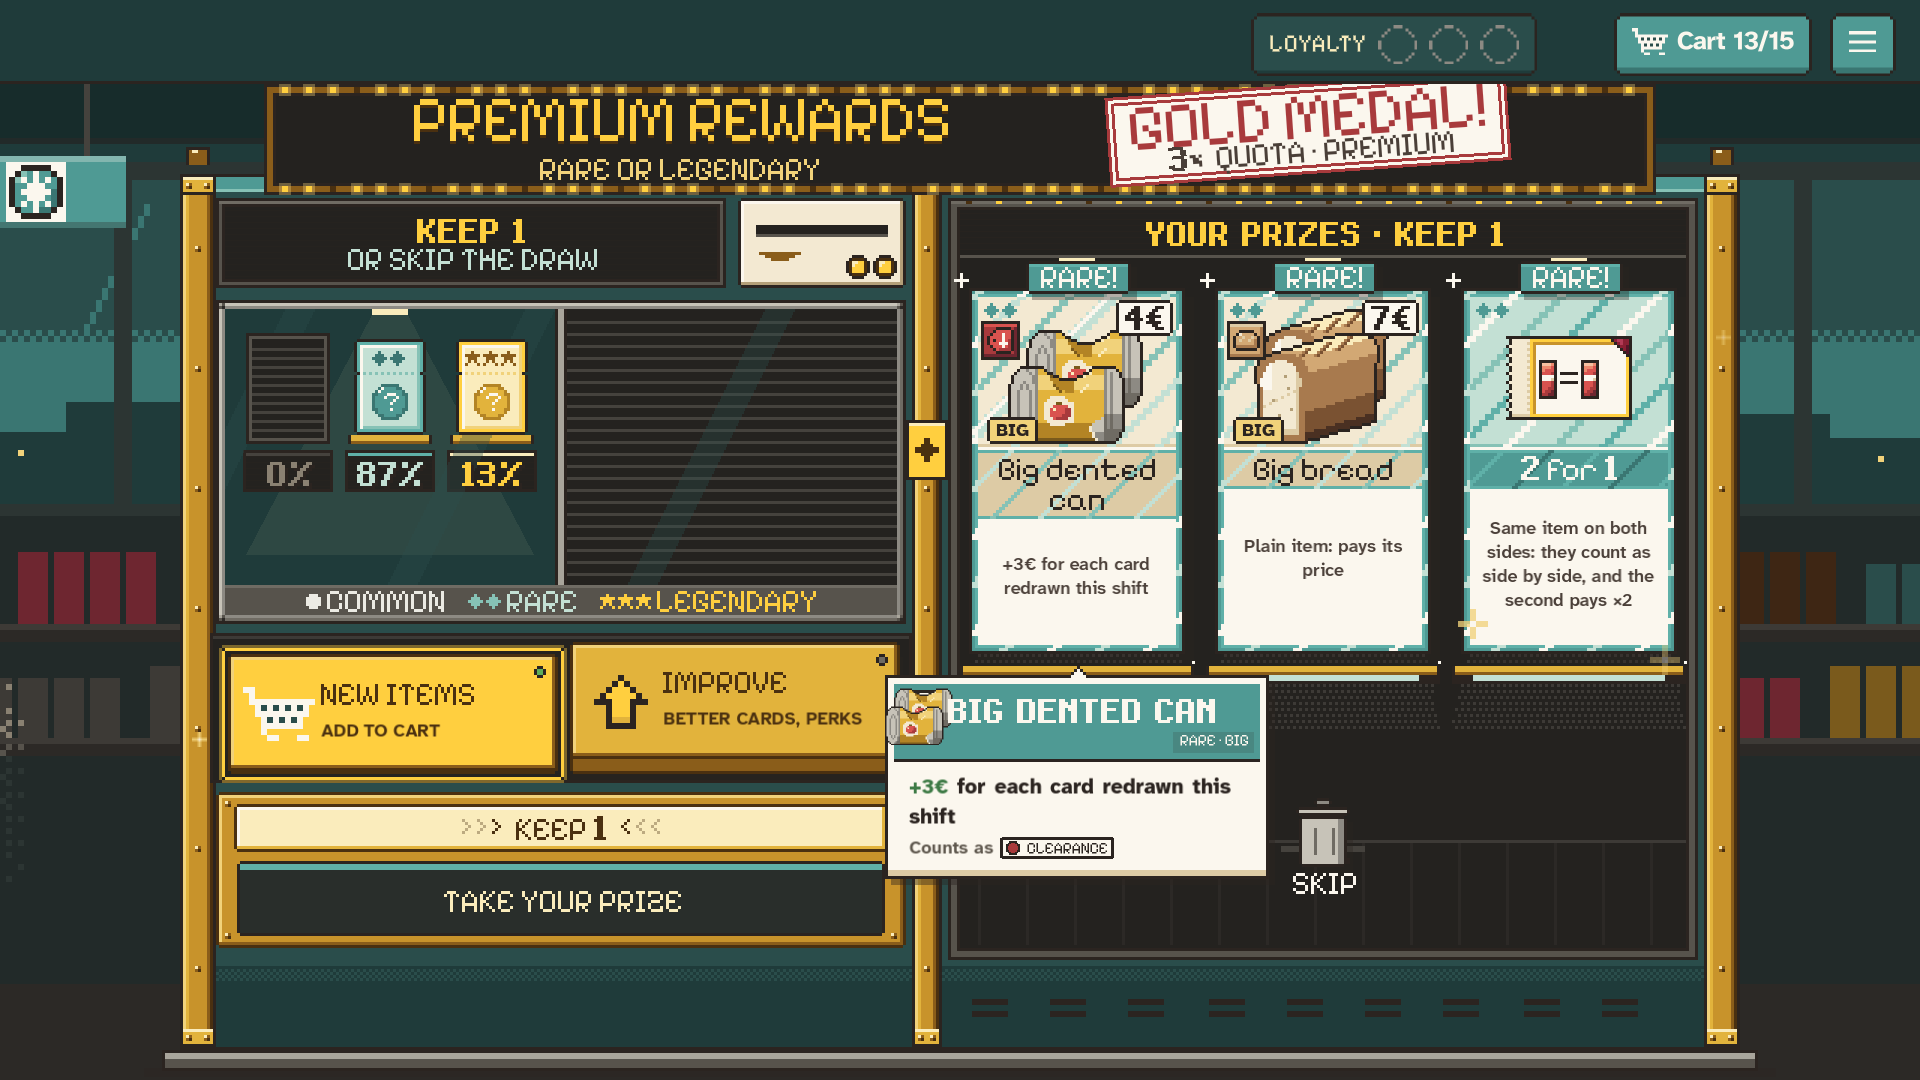 LOYALTY
Cart 13/15
PREMIUM REWARDS
RARE OR LEGENDARY
GOLD MEDAL!
3× QUOTA · PREMIUM
KEEP 1
OR SKIP THE DRAW
0%
87%
13%
COMMON
RARE
LEGENDARY
NEW ITEMS
ADD TO CART
IMPROVE
BETTER CARDS, PERKS
>>> KEEP 1 <<<
TAKE YOUR PRIZE
YOUR PRIZES · KEEP 1
RARE!
4€
BIG
Big dented
can
+3€ for each card
redrawn this shift
RARE!
7€
BIG
Big bread
Plain item: pays its
price
RARE!
2 for 1
Same item on both
sides: they count as
side by side, and the
second pays ×2
BIG DENTED CAN
RARE · BIG
+3€ for each card redrawn this
shift
Counts as CLEARANCE
SKIP